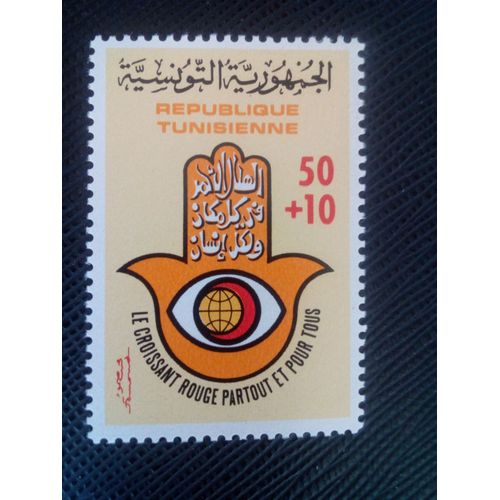 الجمهورية التونسية
REPUBLIQUE
TUNISIENNE
الهلال الأحمر
في كل مكان
ولكل إنسان
50
+10
LE CROISSANT ROUGE PARTOUT ET POUR TOUS